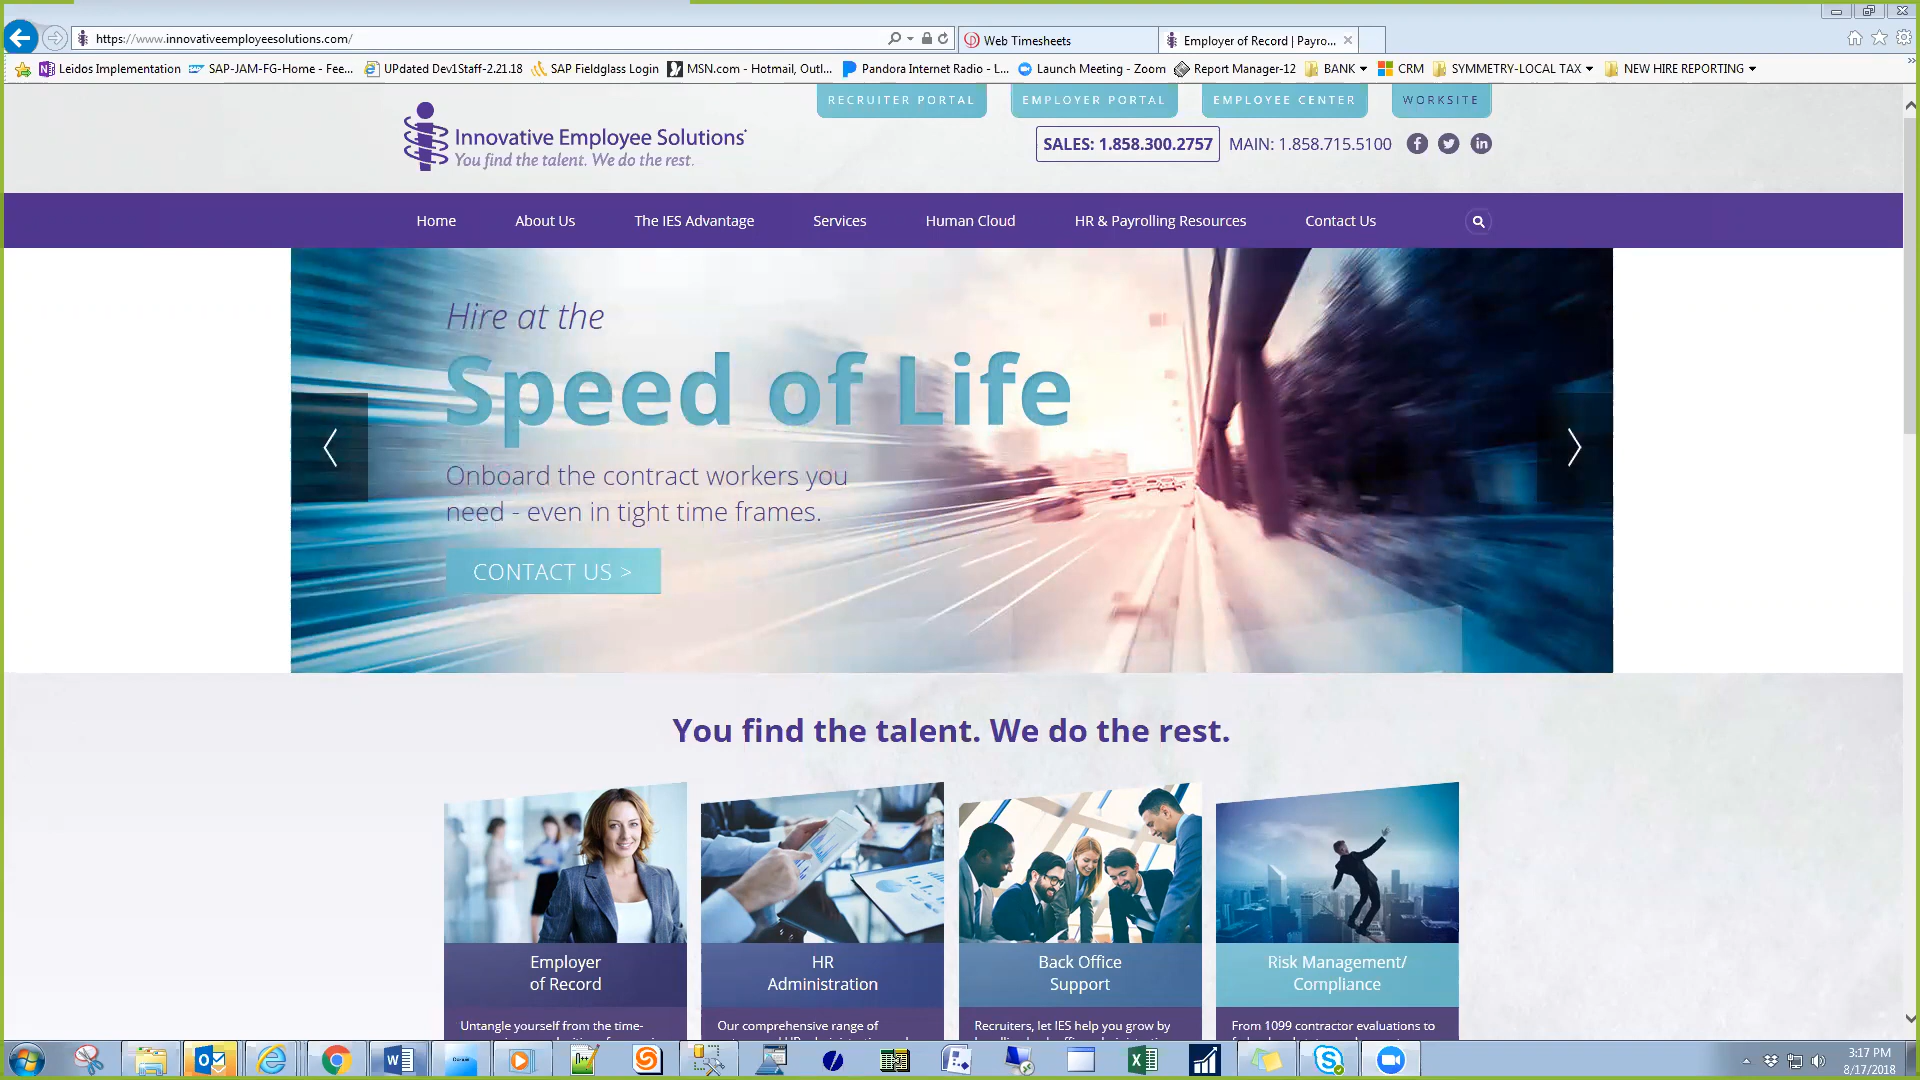 https://www.innovativeemployeesolutions.com/
Web Timesheets
Employer of Record | Payro...
Leidos Implementation
SAP-JAM-FG-Home - Fee...
UPdated Dev1Staff-2.21.18
SAP Fieldglass Login
MSN.com - Hotmail, Outl...
Pandora Internet Radio - L...
Launch Meeting - Zoom
Report Manager-12
BANK
CRM
SYMMETRY-LOCAL TAX
NEW HIRE REPORTING
RECRUITER PORTAL
EMPLOYER PORTAL
EMPLOYEE CENTER
WORKSITE
Innovative Employee Solutions
You find the talent. We do the rest.
SALES: 1.858.300.2757
MAIN: 1.858.715.5100
Home
About Us
The IES Advantage
Services
Human Cloud
HR & Payrolling Resources
Contact Us
Hire at the
Speed of Life
Onboard the contract workers you
need - even in tight time frames.
CONTACT US >
You find the talent. We do the rest.
Employer
of Record
HR
Administration
Back Office
Support
Risk Management/
Compliance
Untangle yourself from the time-
Our comprehensive range of
Recruiters, let IES help you grow by
From 1099 contractor evaluations to
3:17 PM
8/17/2018